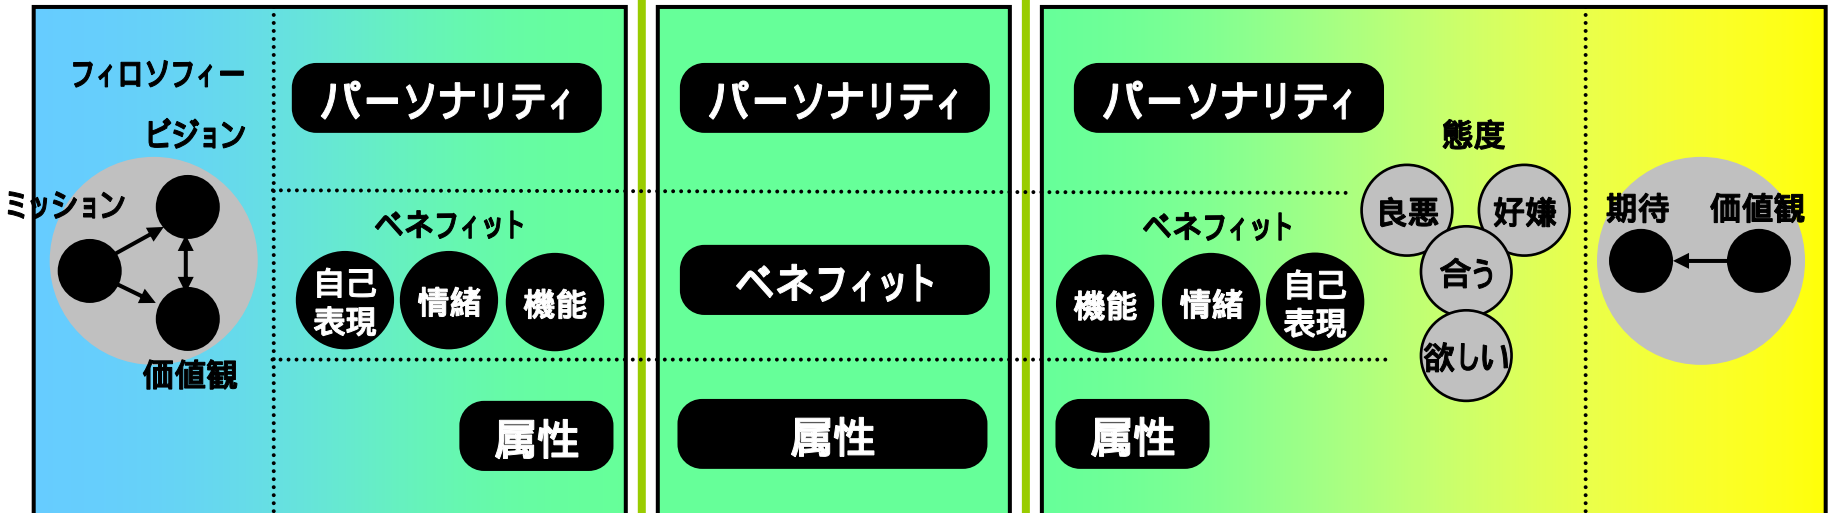 フィロソフィー
ビジョン
ミッション
価値観
パーソナリティ
ベネフィット
自己
表現
情緒
機能
属性
パーソナリティ
ベネフィット
属性
パーソナリティ
ベネフィット
機能
情緒
自己
表現
属性
態度
良悪
好嫌
合う
欲しい
期待
価値観